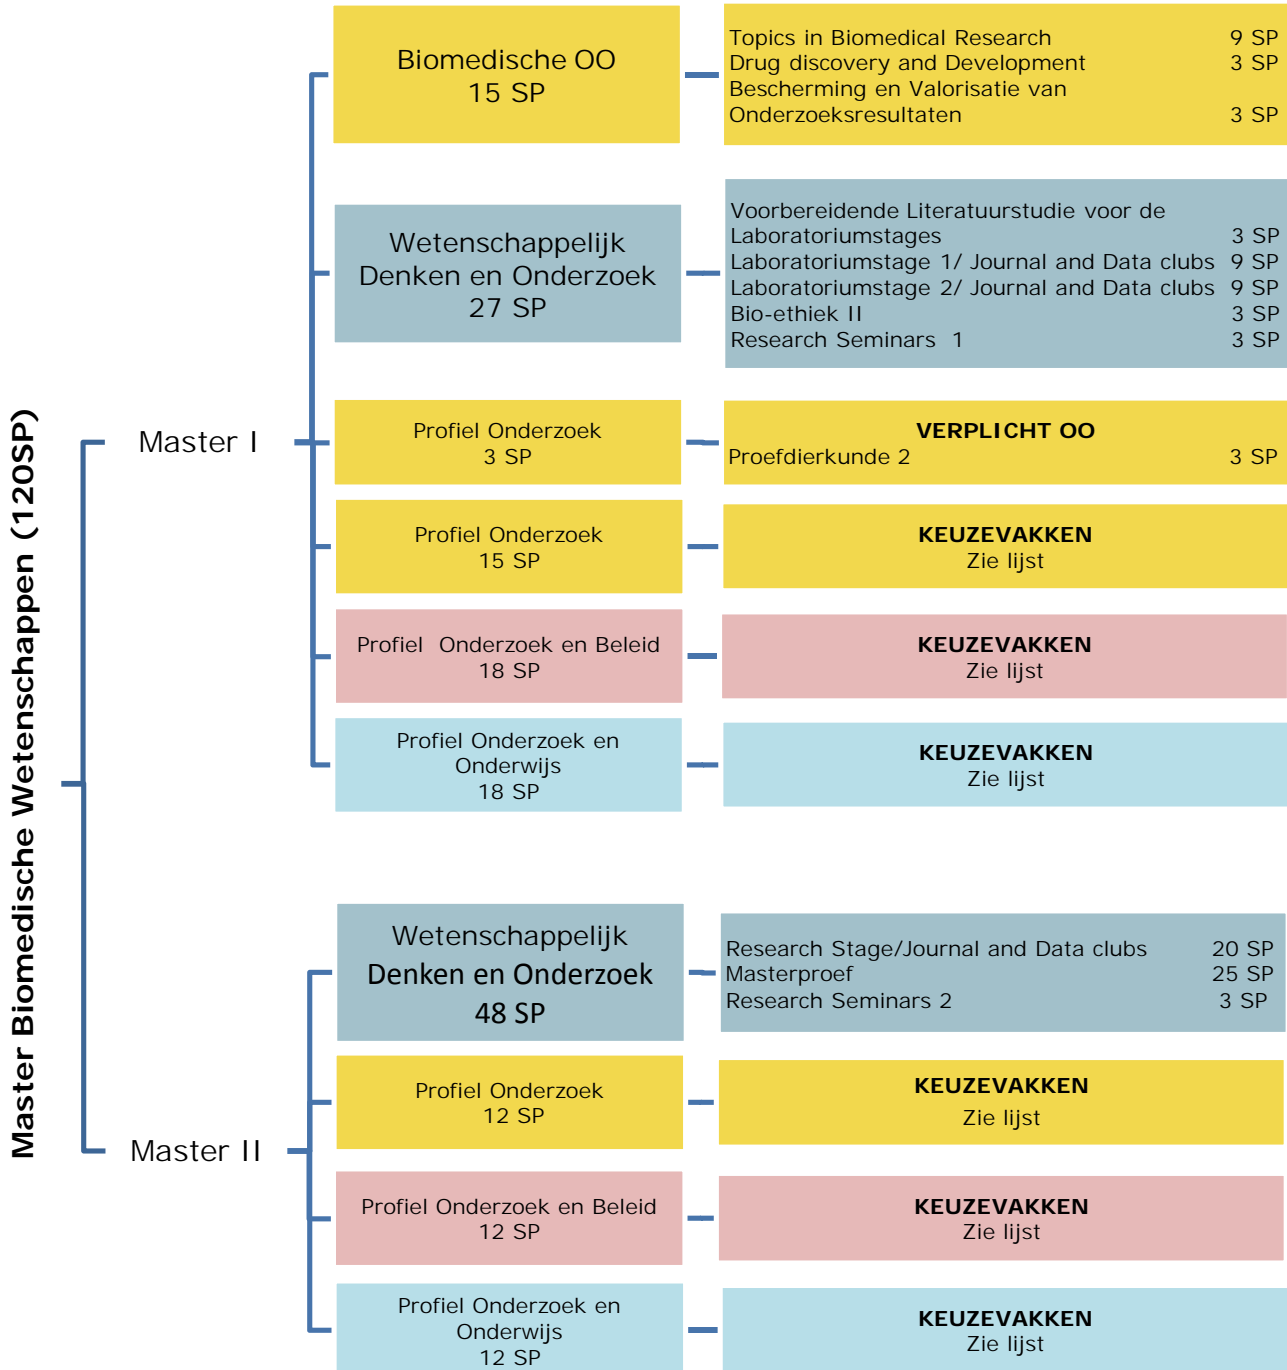 Master Biomedische Wetenschappen (120SP)
Master I
Biomedische OO
15 SP
Topics in Biomedical Research 9 SP
Drug discovery and Development 3 SP
Bescherming en Valorisatie van
Onderzoeksresultaten 3 SP
Wetenschappelijk
Denken en Onderzoek
27 SP
Voorbereidende Literatuurstudie voor de
Laboratoriumstages 3 SP
Laboratoriumstage 1/ Journal and Data clubs 9 SP
Laboratoriumstage 2/ Journal and Data clubs 9 SP
Bio-ethiek II 3 SP
Research Seminars 1 3 SP
Profiel Onderzoek
3 SP
VERPLICHT OO
Proefdierkunde 2 3 SP
Profiel Onderzoek
15 SP
KEUZEVAKKEN
Zie lijst
Profiel Onderzoek en Beleid
18 SP
KEUZEVAKKEN
Zie lijst
Profiel Onderzoek en
Onderwijs
18 SP
KEUZEVAKKEN
Zie lijst
Master II
Wetenschappelijk
Denken en Onderzoek
48 SP
Research Stage/Journal and Data clubs 20 SP
Masterproef 25 SP
Research Seminars 2 3 SP
Profiel Onderzoek
12 SP
KEUZEVAKKEN
Zie lijst
Profiel Onderzoek en Beleid
12 SP
KEUZEVAKKEN
Zie lijst
Profiel Onderzoek en
Onderwijs
12 SP
KEUZEVAKKEN
Zie lijst